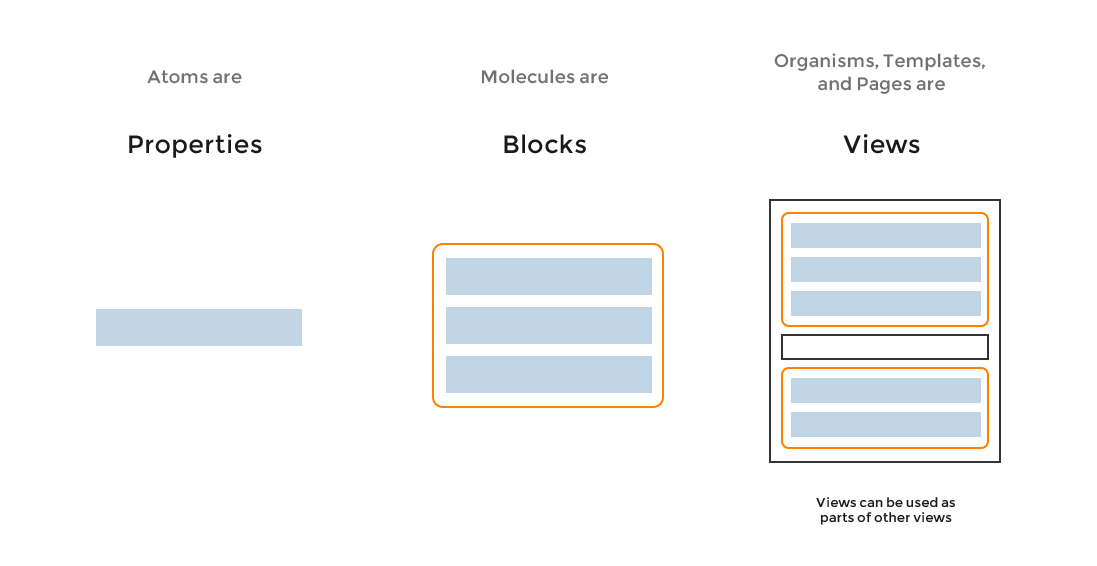 Atoms are
Properties
Molecules are
Blocks
Organisms, Templates,
and Pages are
Views
Views can be used as
parts of other views